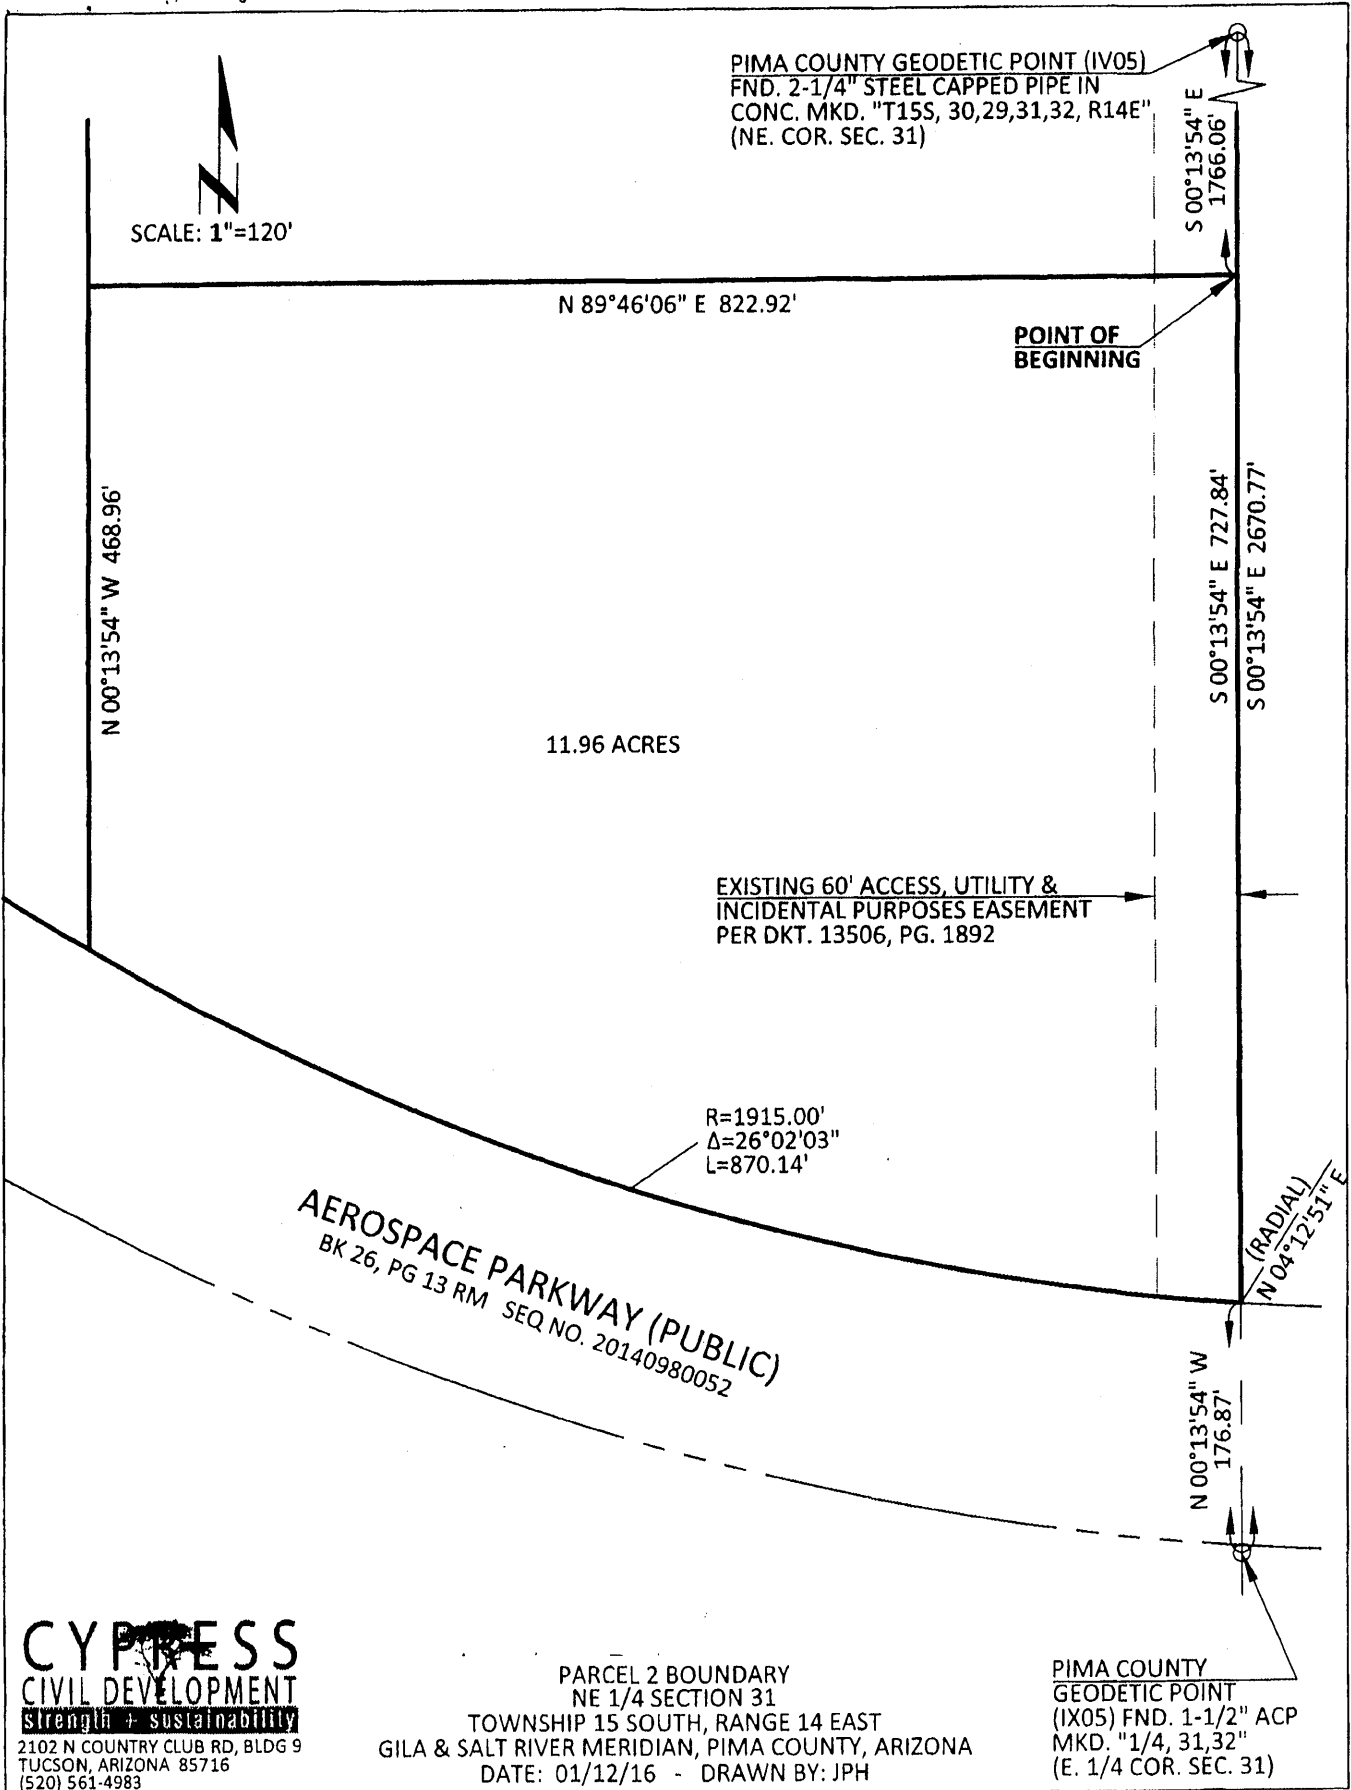 PIMA COUNTY GEODETIC POINT (IV05)
FND. 2-1/4" STEEL CAPPED PIPE IN
CONC. MKD. "T15S, 30,29,31,32, R14E"
(NE. COR. SEC. 31)
S 00°13'54" E
1766.06'
N
SCALE: 1"=120'
N 89°46'06" E 822.92'
POINT OF
BEGINNING
N 00°13'54" W 468.96'
S 00°13'54" E 727.84'
S 00°13'54" E 2670.77'
11.96 ACRES
EXISTING 60' ACCESS, UTILITY &
INCIDENTAL PURPOSES EASEMENT
PER DKT. 13506, PG. 1892
R=1915.00'
Δ=26°02'03"
L=870.14'
(RADIAL)
N 04°12'51" E
AEROSPACE PARKWAY (PUBLIC)
BK 26, PG 13 RM SEQ NO. 20140980052
N 00°13'54" W
176.87'
CYPRESS
CIVIL DEVELOPMENT
strength + sustainability
2102 N COUNTRY CLUB RD, BLDG 9
TUCSON, ARIZONA 85716
(520) 561-4983
PARCEL 2 BOUNDARY
NE 1/4 SECTION 31
TOWNSHIP 15 SOUTH, RANGE 14 EAST
GILA & SALT RIVER MERIDIAN, PIMA COUNTY, ARIZONA
DATE: 01/12/16 - DRAWN BY: JPH
PIMA COUNTY
GEODETIC POINT
(IX05) FND. 1-1/2" ACP
MKD. "1/4, 31,32"
(E. 1/4 COR. SEC. 31)